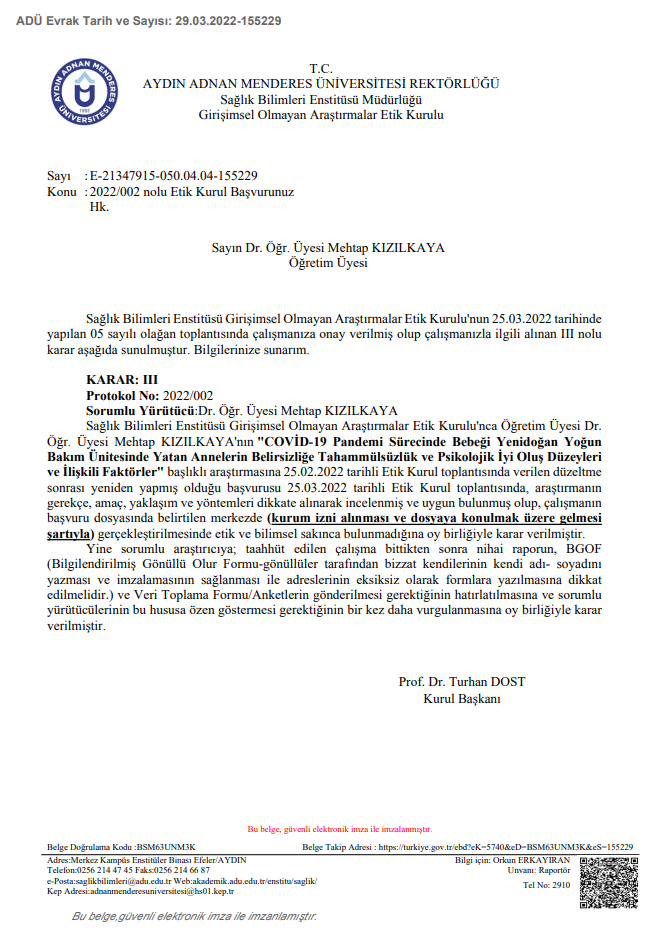 ADÜ Evrak Tarih ve Sayısı: 29.03.2022-155229
AYDIN ADNAN MENDERES
ÜNİVERSİTESİ
1992
T.C.
AYDIN ADNAN MENDERES ÜNİVERSİTESİ REKTÖRLÜĞÜ
Sağlık Bilimleri Enstitüsü Müdürlüğü
Girişimsel Olmayan Araştırmalar Etik Kurulu
Sayı : E-21347915-050.04.04-155229
Konu : 2022/002 nolu Etik Kurul Başvurunuz
Hk.
Sayın Dr. Öğr. Üyesi Mehtap KIZILKAYA
Öğretim Üyesi
Sağlık Bilimleri Enstitüsü Girişimsel Olmayan Araştırmalar Etik Kurulu'nun 25.03.2022 tarihinde
yapılan 05 sayılı olağan toplantısında çalışmanıza onay verilmiş olup çalışmanızla ilgili alınan III nolu
karar aşağıda sunulmuştur. Bilgilerinize sunarım.
KARAR: III
Protokol No: 2022/002
Sorumlu Yürütücü:Dr. Öğr. Üyesi Mehtap KIZILKAYA
Sağlık Bilimleri Enstitüsü Girişimsel Olmayan Araştırmalar Etik Kurulu'nca Öğretim Üyesi Dr.
Öğr. Üyesi Mehtap KIZILKAYA'nın "COVİD-19 Pandemi Sürecinde Bebeği Yenidoğan Yoğun
Bakım Ünitesinde Yatan Annelerin Belirsizliğe Tahammülsüzlük ve Psikolojik İyi Oluş Düzeyleri
ve İlişkili Faktörler" başlıklı araştırmasına 25.02.2022 tarihli Etik Kurul toplantısında verilen düzeltme
sonrası yeniden yapmış olduğu başvurusu 25.03.2022 tarihli Etik Kurul toplantısında, araştırmanın
gerekçe, amaç, yaklaşım ve yöntemleri dikkate alınarak incelenmiş ve uygun bulunmuş olup, çalışmanın
başvuru dosyasında belirtilen merkezde (kurum izni alınması ve dosyaya konulmak üzere gelmesi
şartıyla) gerçekleştirilmesinde etik ve bilimsel sakınca bulunmadığına oy birliğiyle karar verilmiştir.
Yine sorumlu araştırıcıya; taahhüt edilen çalışma bittikten sonra nihai raporun, BGOF
(Bilgilendirilmiş Gönüllü Olur Formu-gönüllüler tarafından bizzat kendilerinin kendi adı- soyadını
yazması ve imzalamasının sağlanması ile adreslerinin eksiksiz olarak formlara yazılmasına dikkat
edilmelidir.) ve Veri Toplama Formu/Anketlerin gönderilmesi gerektiğinin hatırlatılmasına ve sorumlu
yürütücülerinin bu hususa özen göstermesi gerektiğinin bir kez daha vurgulanmasına oy birliğiyle karar
verilmiştir.
Prof. Dr. Turhan DOST
Kurul Başkanı
Bu belge, güvenli elektronik imza ile imzalanmıştır.
Belge Doğrulama Kodu :BSM63UNM3K Belge Takip Adresi : https://turkiye.gov.tr/ebd?eK=5740&eD=BSM63UNM3K&eS=155229
Adres:Merkez Kampüs Enstitüler Binası Efeler/AYDIN Bilgi için: Orkun ERKAYIRAN
Telefon:0256 214 47 45 Faks:0256 214 66 87 Unvanı: Raportör
e-Posta:saglikbilimleri@adu.edu.tr Web:akademik.adu.edu.tr/enstitu/saglik/
Kep Adresi:adnanmenderesuniversitesi@hs01.kep.tr Tel No: 2910
Bu belge,güvenli elektronik imza ile imzanlamıştır.